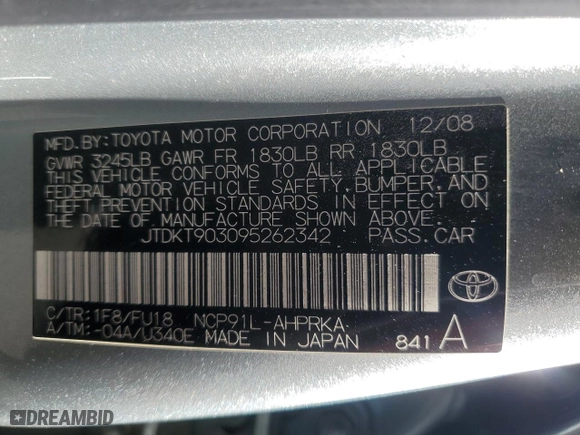 MFD.BY:TOYOTA MOTOR CORPORATION 12/08
GVWR 3245LB GAWR FR 1830LB RR 1830LB
THIS VEHICLE CONFORMS TO ALL APPLICABLE
FEDERAL MOTOR VEHICLE SAFETY,BUMPER,AND
THEFT PREVENTION STANDARDS IN EFFECT ON
THE DATE OF MANUFACTURE SHOWN ABOVE.
JTDKT903095262342 PASS.CAR
C/TR:1F8/FU18 NCP91L-AHPRKA
A/TM:-04A/U340E MADE IN JAPAN 841 A
DREAMBID